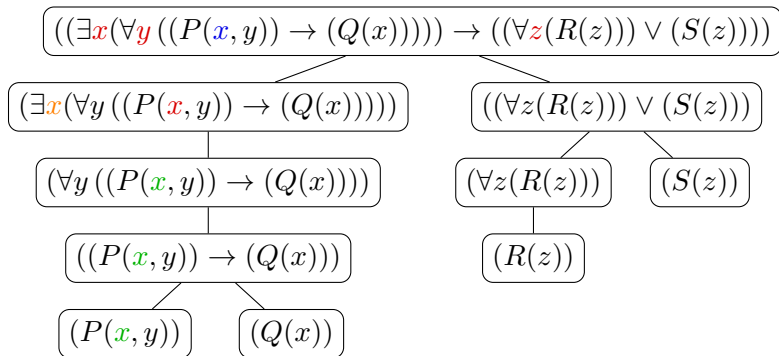 ((∃x(∀y ((P(x, y)) → (Q(x))))) → ((∀z(R(z))) ∨ (S(z))))
(∃x(∀y ((P(x, y)) → (Q(x)))))
((∀z(R(z))) ∨ (S(z)))
(∀y ((P(x, y)) → (Q(x))))
(∀z(R(z)))
(S(z))
((P(x, y)) → (Q(x)))
(R(z))
(P(x, y))
(Q(x))